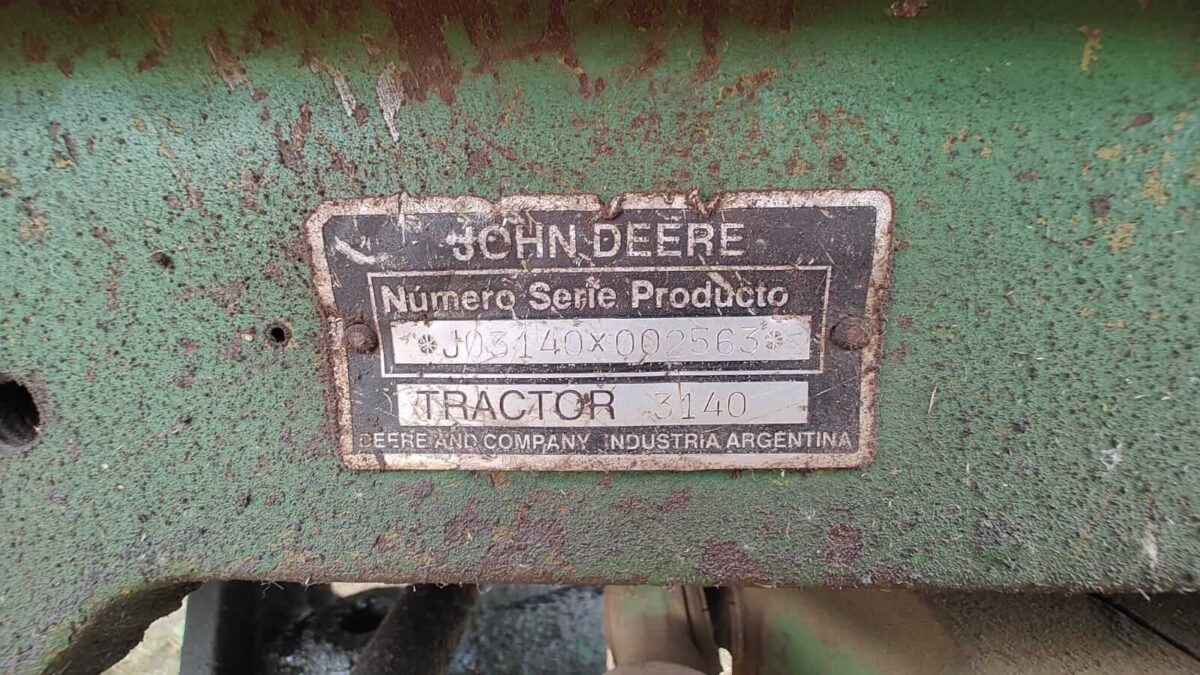 JOHN DEERE
Número Serie Producto
*J03140X002563*
TRACTOR 3140
DEERE AND COMPANY INDUSTRIA ARGENTINA